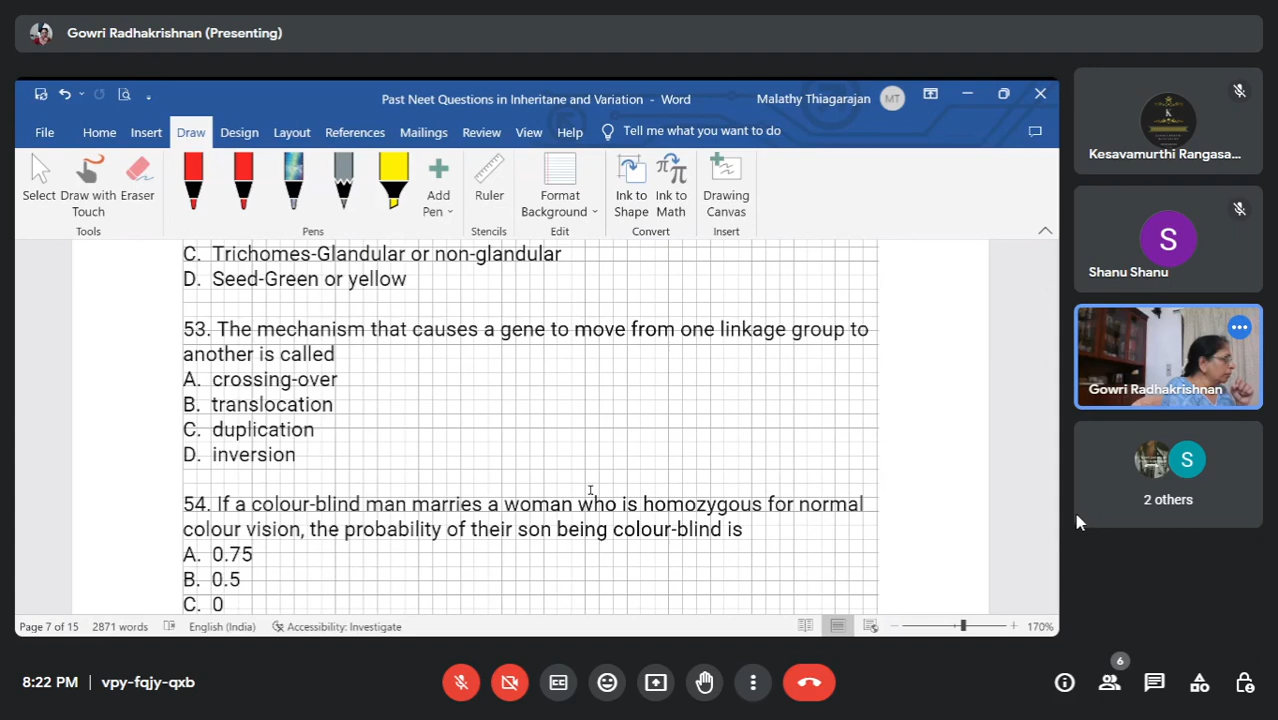 Gowri Radhakrishnan (Presenting)
Past Neet Questions in Inheritane and Variation - Word
Malathy Thiagarajan
MT
File Home Insert Draw Design Layout References Mailings Review View Help Tell me what you want to do
Select
Draw with Touch
Eraser
Tools
Add Pen
Pens
Ruler
Stencils
Format Background
Edit
Ink to Shape
Ink to Math
Convert
Drawing Canvas
Insert
C. Trichomes-Glandular or non-glandular
D. Seed-Green or yellow
53. The mechanism that causes a gene to move from one linkage group to
another is called
A. crossing-over
B. translocation
C. duplication
D. inversion
54. If a colour-blind man marries a woman who is homozygous for normal
colour vision, the probability of their son being colour-blind is
A. 0.75
B. 0.5
C. 0
Page 7 of 15 2871 words English (India) Accessibility: Investigate 170%
K
Kesavamurthi Rangasa...
S
Shanu Shanu
Gowri Radhakrishnan
S
2 others
8:22 PM | vpy-fqjy-qxb
6